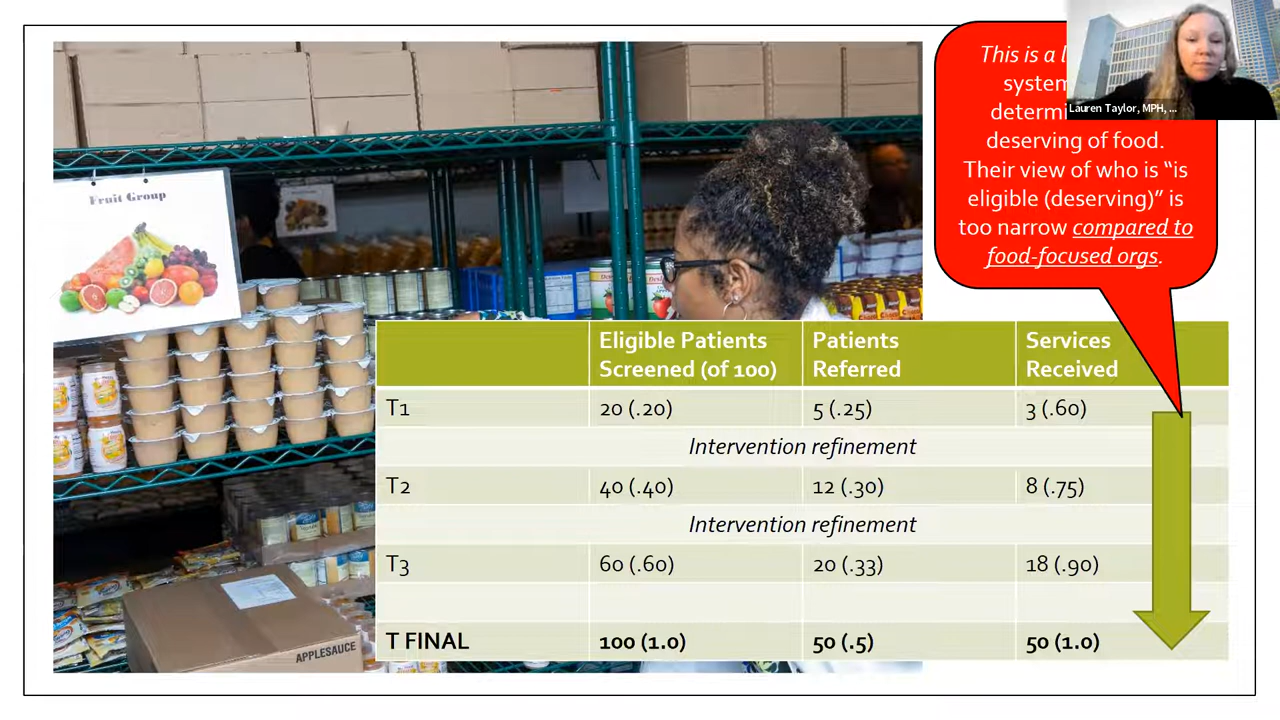 This is a
system
determi
deserving of food.
Their view of who is “is
eligible (deserving)” is
too narrow compared to
food-focused orgs.
Lauren Taylor, MPH, ...
Fruit Group
Eligible Patients Screened (of 100) Patients Referred Services Received
T1 20 (.20) 5 (.25) 3 (.60)
Intervention refinement
T2 40 (.40) 12 (.30) 8 (.75)
Intervention refinement
T3 60 (.60) 20 (.33) 18 (.90)
T FINAL 100 (1.0) 50 (.5) 50 (1.0)
APPLESAUCE